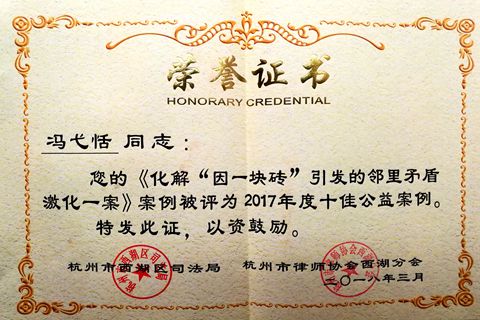 荣誉证书
HONORARY CREDENTIAL
冯弋恬 同志：
您的《化解“因一块砖”引发的邻里矛盾
激化一案》案例被评为2017年度十佳公益案例。
特发此证，以资鼓励。
杭州市西湖区司法局 杭州市律师协会西湖分会
二〇一八年三月